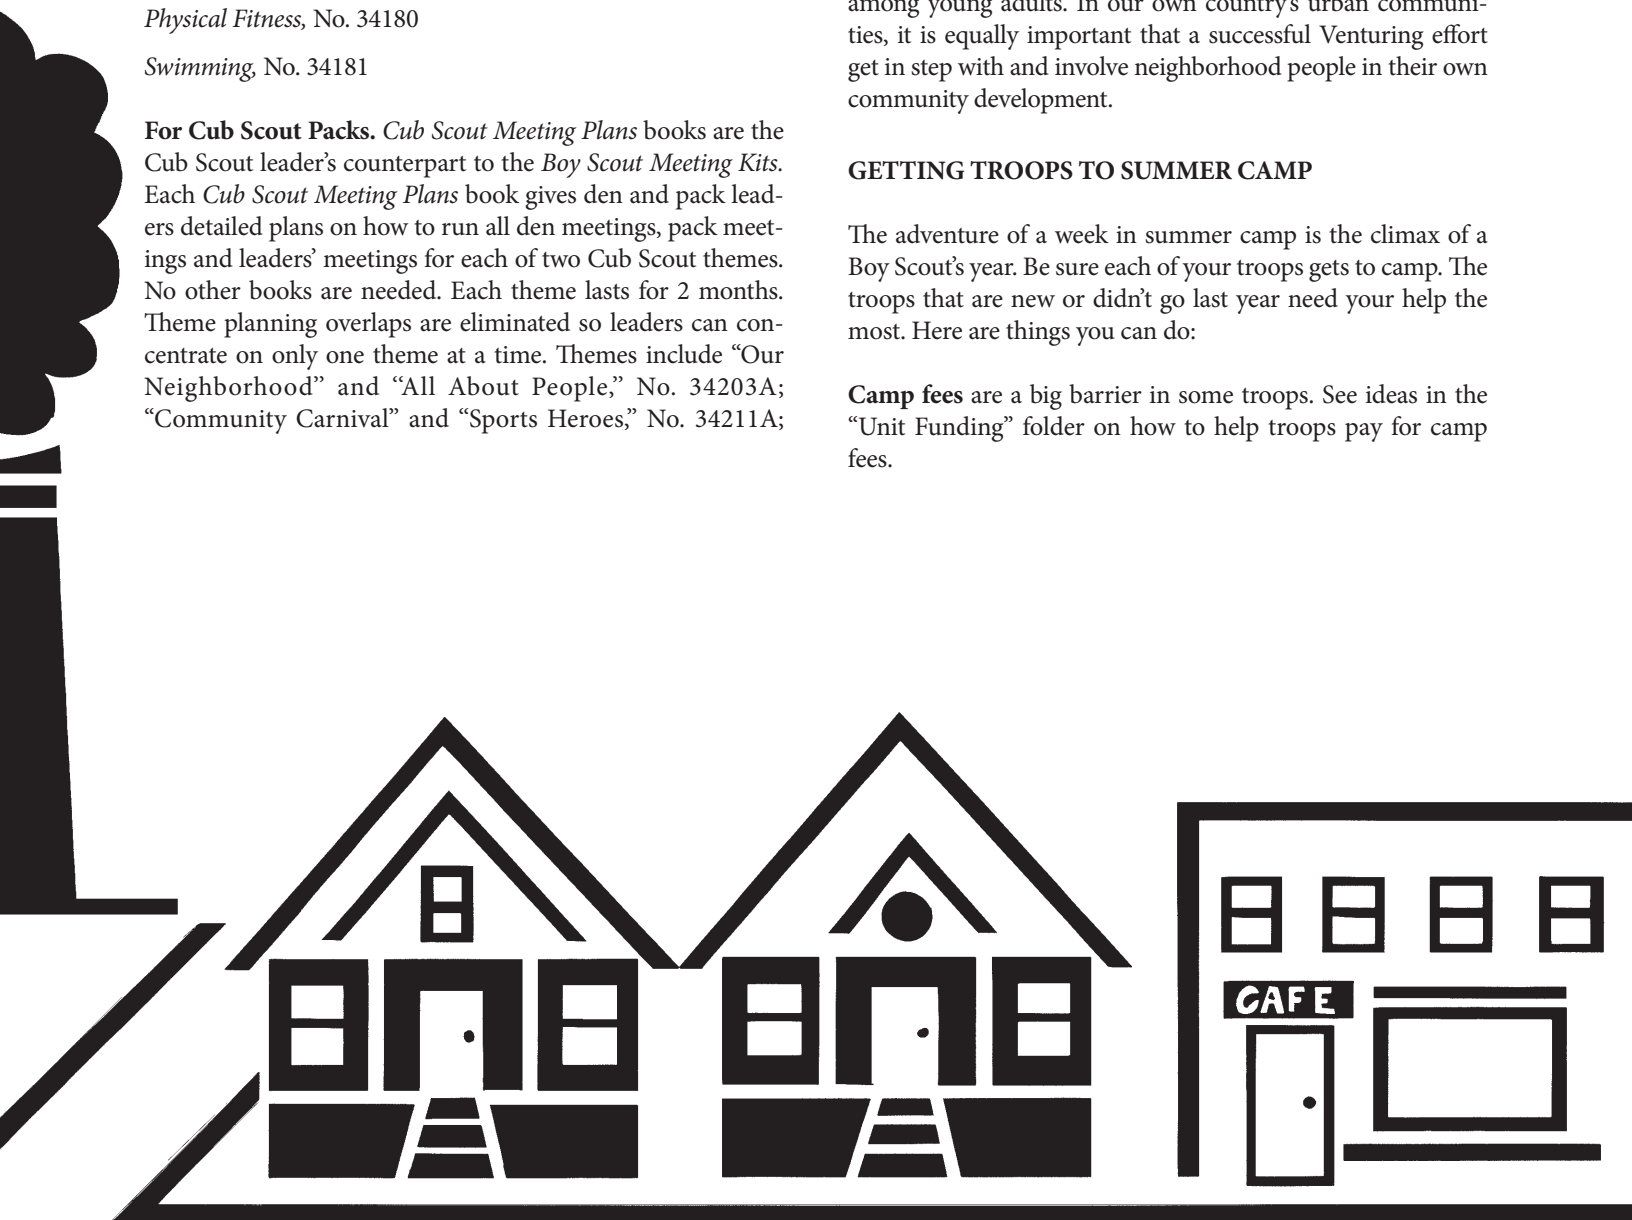 Physical Fitness, No. 34180
Swimming, No. 34181
For Cub Scout Packs. Cub Scout Meeting Plans books are the
Cub Scout leader’s counterpart to the Boy Scout Meeting Kits.
Each Cub Scout Meeting Plans book gives den and pack lead-
ers detailed plans on how to run all den meetings, pack meet-
ings and leaders’ meetings for each of two Cub Scout themes.
No other books are needed. Each theme lasts for 2 months.
Theme planning overlaps are eliminated so leaders can con-
centrate on only one theme at a time. Themes include “Our
Neighborhood” and “All About People,” No. 34203A;
“Community Carnival” and “Sports Heroes,” No. 34211A;
among young adults. In our own country’s urban communi-
ties, it is equally important that a successful Venturing effort
get in step with and involve neighborhood people in their own
community development.
GETTING TROOPS TO SUMMER CAMP
The adventure of a week in summer camp is the climax of a
Boy Scout’s year. Be sure each of your troops gets to camp. The
troops that are new or didn’t go last year need your help the
most. Here are things you can do:
Camp fees are a big barrier in some troops. See ideas in the
“Unit Funding” folder on how to help troops pay for camp
fees.
CAFE